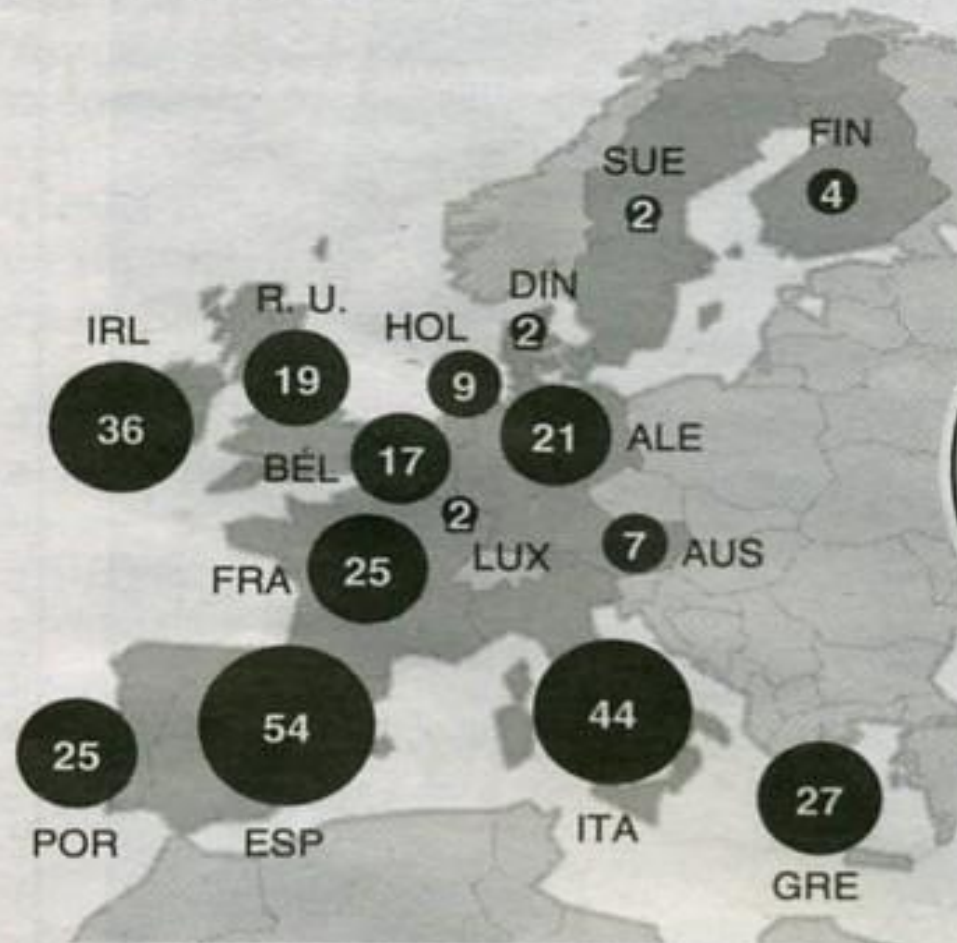 FIN
4
SUE
2
DIN
2
R. U.
19
IRL
36
HOL
9
ALE
21
BÉL
17
LUX
2
AUS
7
FRA
25
POR
25
ESP
54
ITA
44
GRE
27